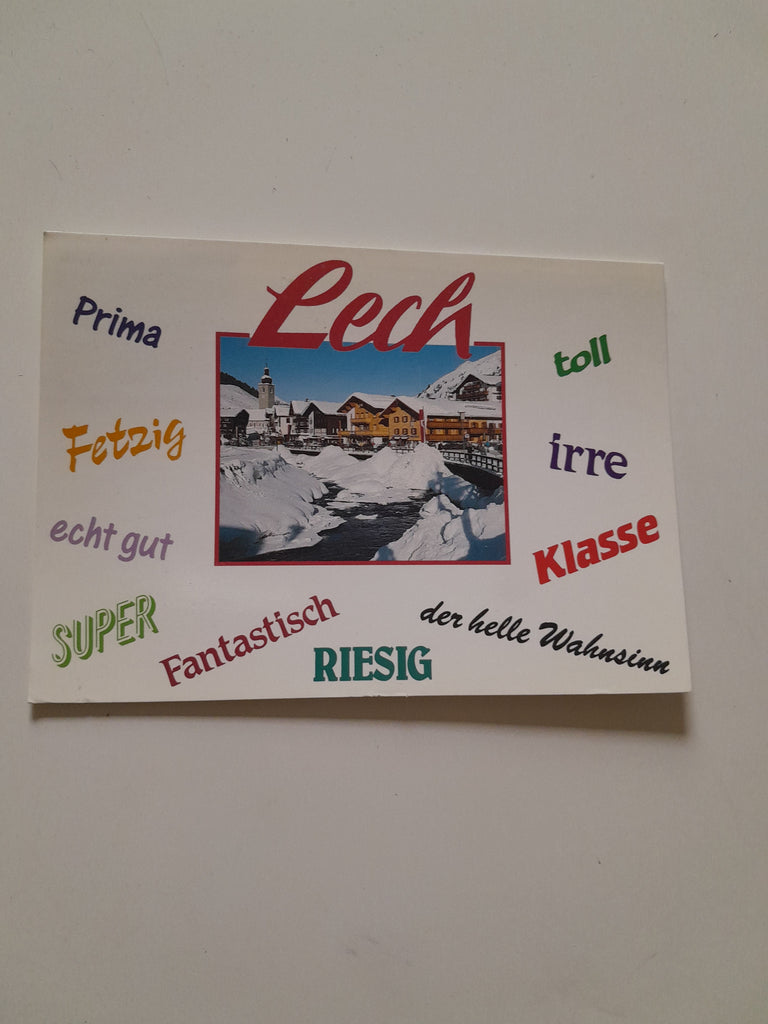 Lech
Prima
toll
Fetzig
irre
echt gut
Klasse
SUPER
Fantastisch
RIESIG
der helle Wahnsinn